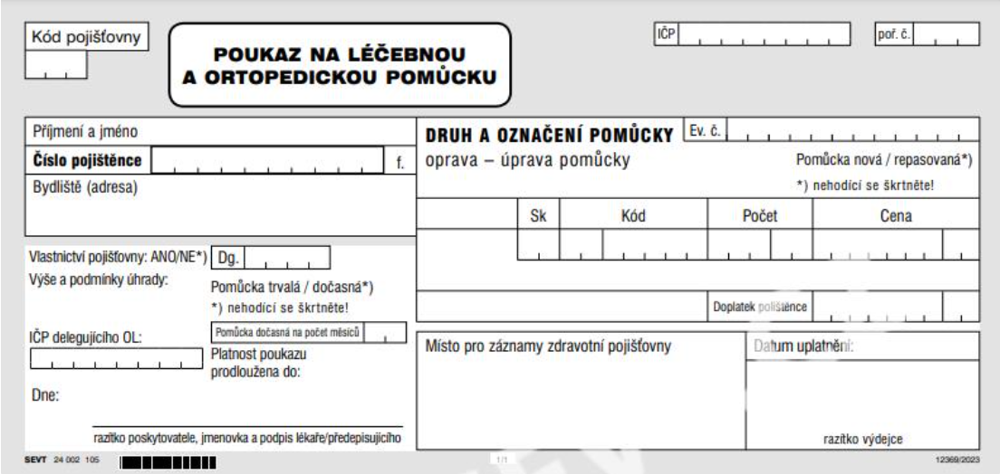 Kód pojišťovny
POUKAZ NA LÉČEBNOU
A ORTOPEDICKOU POMŮCKU
IČP
poř. č.
Příjmení a jméno
Číslo pojištěnce
f.
Bydliště (adresa)
Vlastnictví pojišťovny: ANO/NE*)
Dg.
Výše a podmínky úhrady:
Pomůcka trvalá / dočasná*)
*) nehodící se škrtněte!
Pomůcka dočasná na počet měsíců
IČP delegujícího OL:
Platnost poukazu
prodloužena do:
Dne:
razítko poskytovatele, jmenovka a podpis lékaře/předepisujícího
DRUH A OZNAČENÍ POMŮCKY
Ev. č.
oprava – úprava pomůcky
Pomůcka nová / repasovaná*)
*) nehodící se škrtněte!
Sk Kód Počet Cena
Doplatek pojištěnce
Místo pro záznamy zdravotní pojišťovny
Datum uplatnění:
razítko výdejce
SEVT 24 002 105
1/1
12369/2023